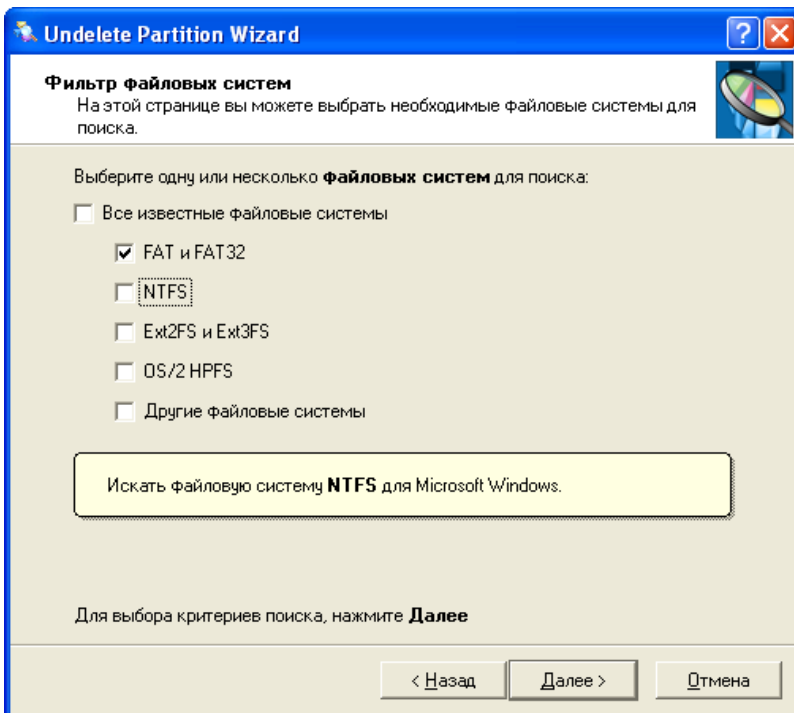 Undelete Partition Wizard
Фильтр файловых систем
На этой странице вы можете выбрать необходимые файловые системы для
поиска.
Выберите одну или несколько файловых систем для поиска:
Все известные файловые системы
FAT и FAT32
NTFS
Ext2FS и Ext3FS
OS/2 HPFS
Другие файловые системы
Искать файловую систему NTFS для Microsoft Windows.
Для выбора критериев поиска, нажмите Далее
< Назад
Далее >
Отмена